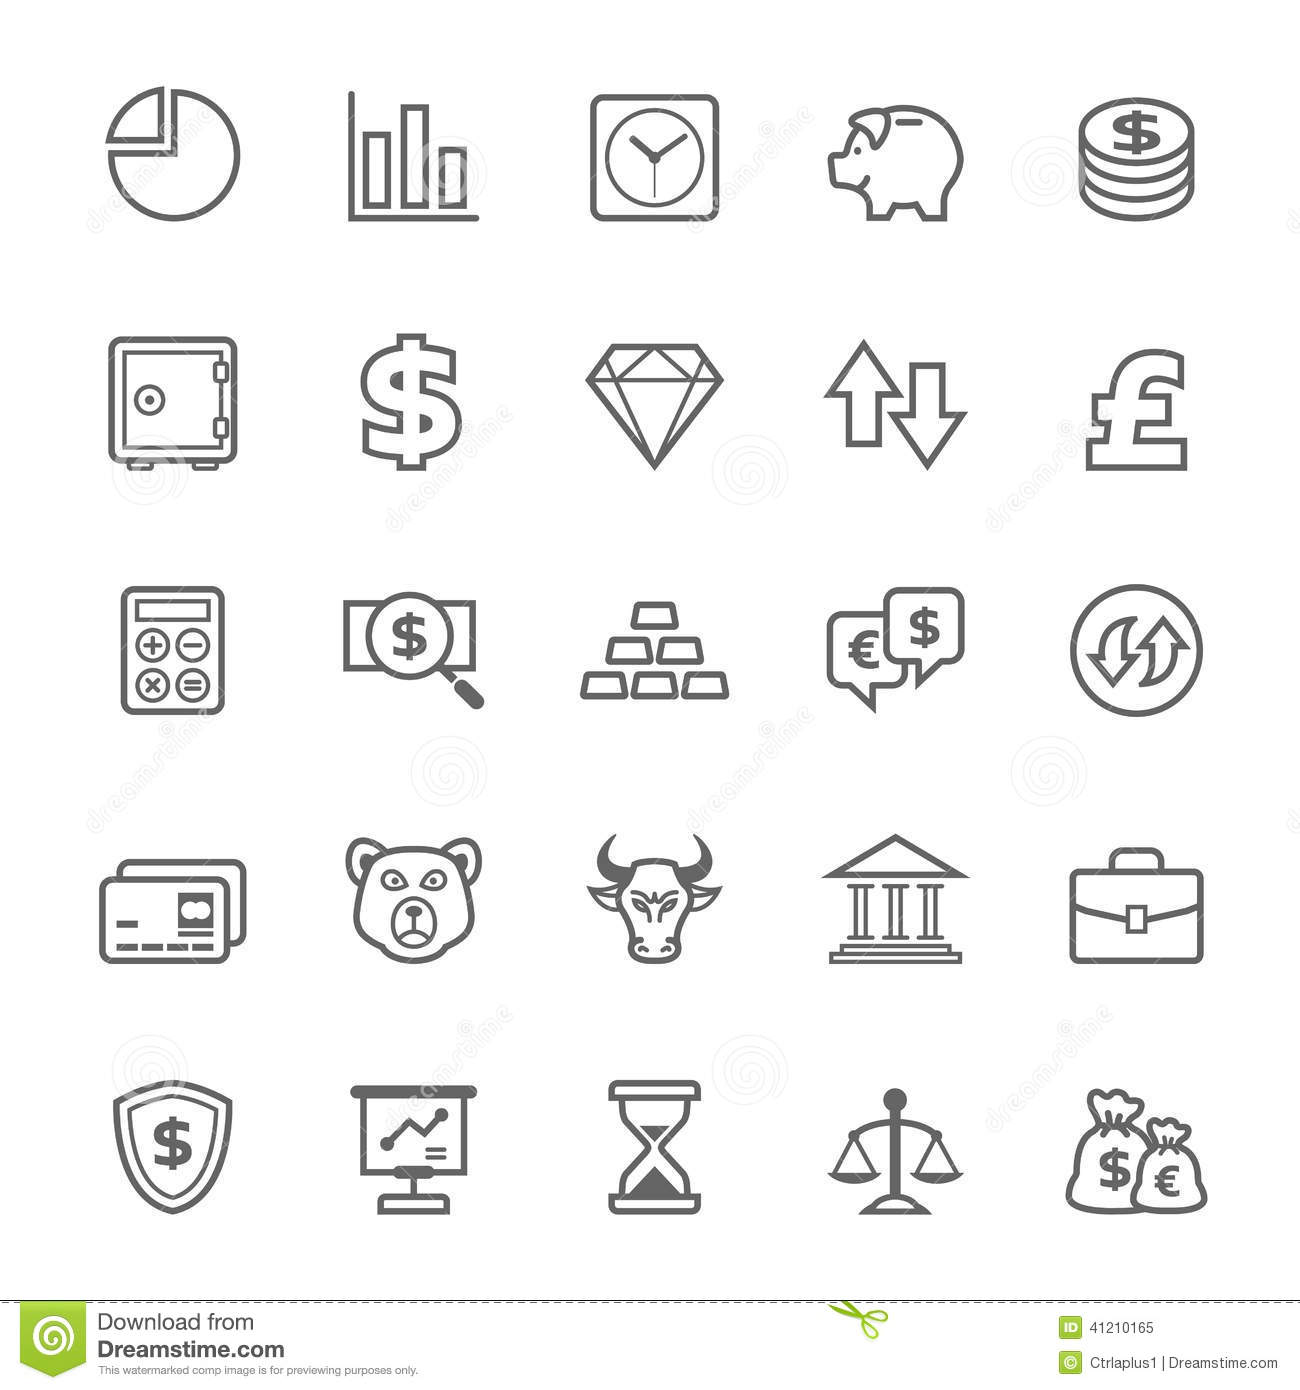 $
$
£
$
€ $
$
$ €
Download from
Dreamstime.com
This watermarked comp image is for previewing purposes only.
ID 41210165
© Ctrlaplus1 | Dreamstime.com